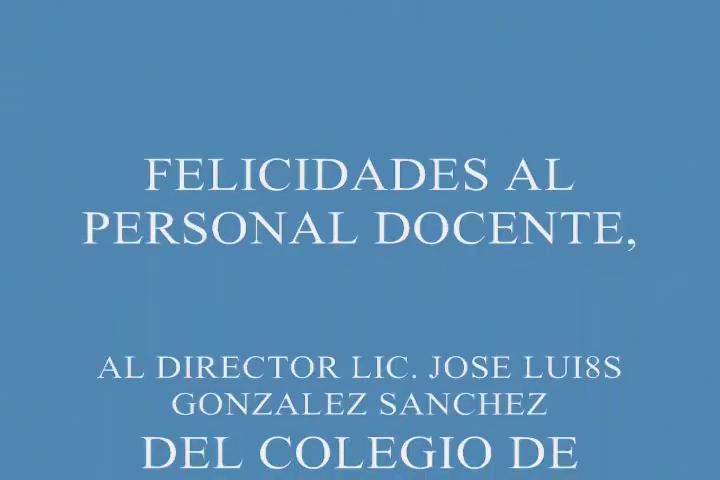 FELICIDADES AL
PERSONAL DOCENTE,
AL DIRECTOR LIC. JOSE LUI8S
GONZALEZ SANCHEZ
DEL COLEGIO DE